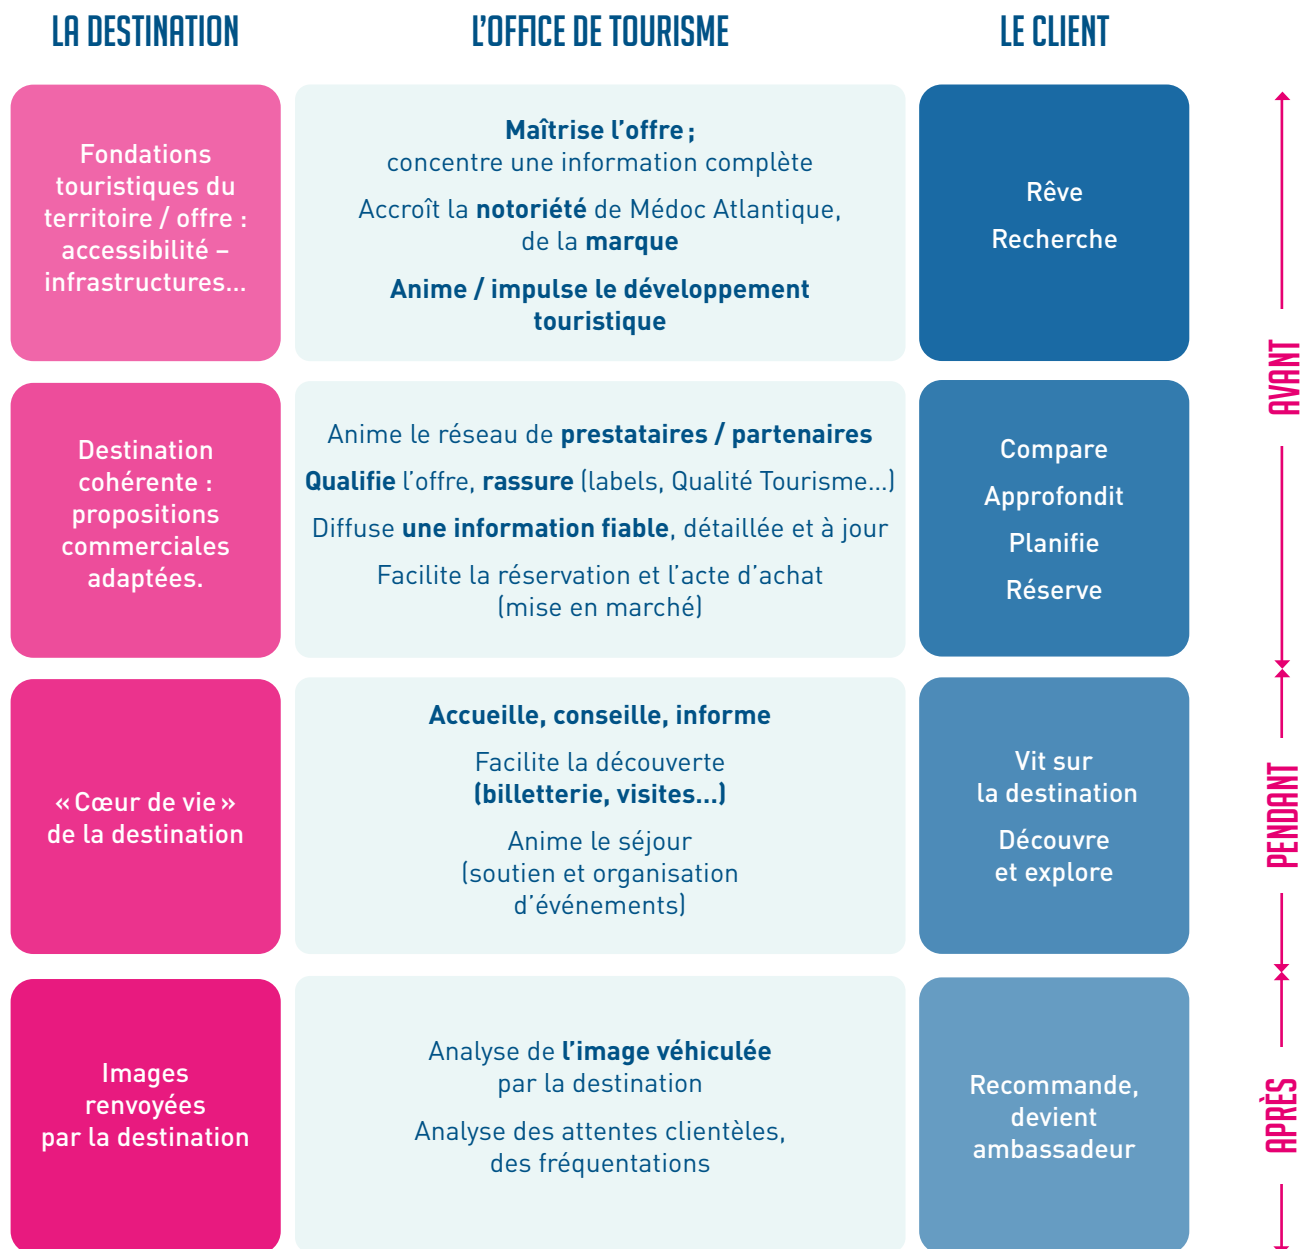 LA DESTINATION
L'OFFICE DE TOURISME
LE CLIENT
Fondations
touristiques du
territoire / offre :
accessibilité –
infrastructures...
Maîtrise l'offre ;
concentre une information complète
Accroît la notoriété de Médoc Atlantique,
de la marque
Anime / impulse le développement
touristique
Rêve
Recherche
AVANT
Destination
cohérente :
propositions
commerciales
adaptées.
Anime le réseau de prestataires / partenaires
Qualifie l'offre, rassure (labels, Qualité Tourisme...)
Diffuse une information fiable, détaillée et à jour
Facilite la réservation et l'acte d'achat
(mise en marché)
Compare
Approfondit
Planifie
Réserve
« Cœur de vie »
de la destination
Accueille, conseille, informe
Facilite la découverte
(billetterie, visites...)
Anime le séjour
(soutien et organisation
d'événements)
Vit sur
la destination
Découvre
et explore
PENDANT
Images
renvoyées
par la destination
Analyse de l'image véhiculée
par la destination
Analyse des attentes clientèles,
des fréquentations
Recommande,
devient
ambassadeur
APRÈS